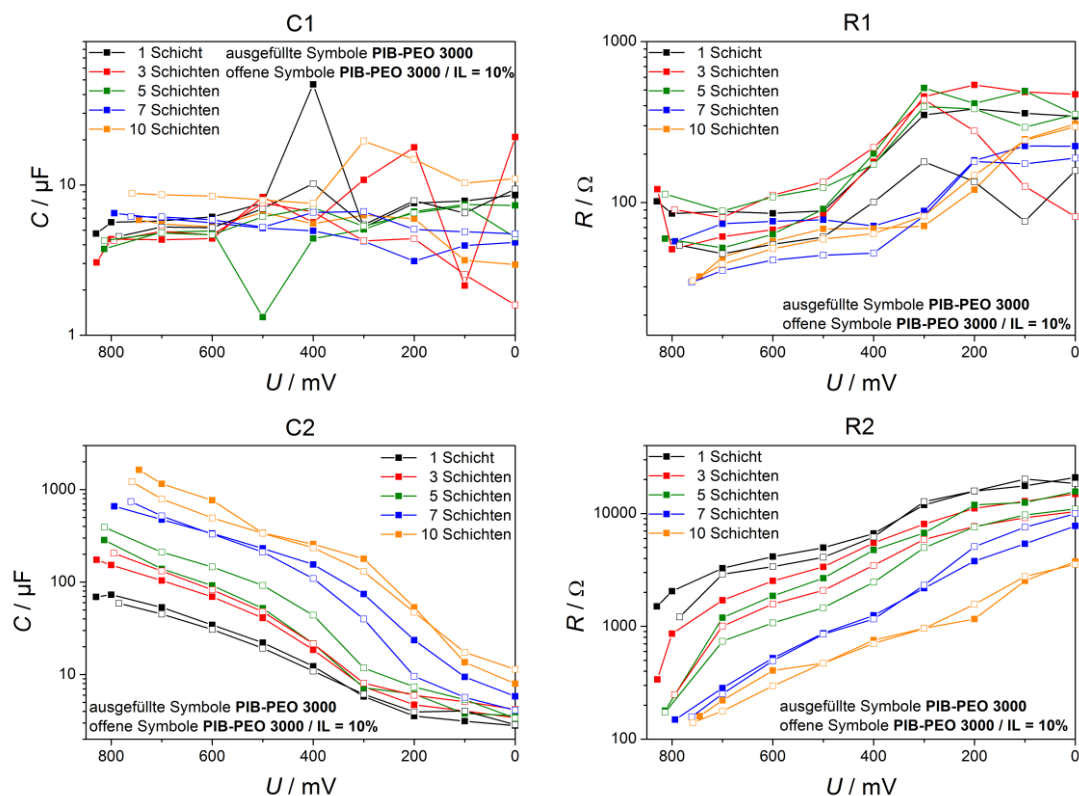 C1
1 Schicht
3 Schichten
5 Schichten
7 Schichten
10 Schichten
ausgefüllte Symbole PIB-PEO 3000
offene Symbole PIB-PEO 3000 / IL = 10%
10
1
C / µF
800
600
400
200
0
U / mV
R1
1 Schicht
3 Schichten
5 Schichten
7 Schichten
10 Schichten
ausgefüllte Symbole PIB-PEO 3000
offene Symbole PIB-PEO 3000 / IL = 10%
1000
100
R / Ω
800
600
400
200
0
U / mV
C2
1 Schicht
3 Schichten
5 Schichten
7 Schichten
10 Schichten
ausgefüllte Symbole PIB-PEO 3000
offene Symbole PIB-PEO 3000 / IL = 10%
1000
100
10
C / µF
800
600
400
200
0
U / mV
R2
1 Schicht
3 Schichten
5 Schichten
7 Schichten
10 Schichten
ausgefüllte Symbole PIB-PEO 3000
offene Symbole PIB-PEO 3000 / IL = 10%
10000
1000
100
R / Ω
800
600
400
200
0
U / mV